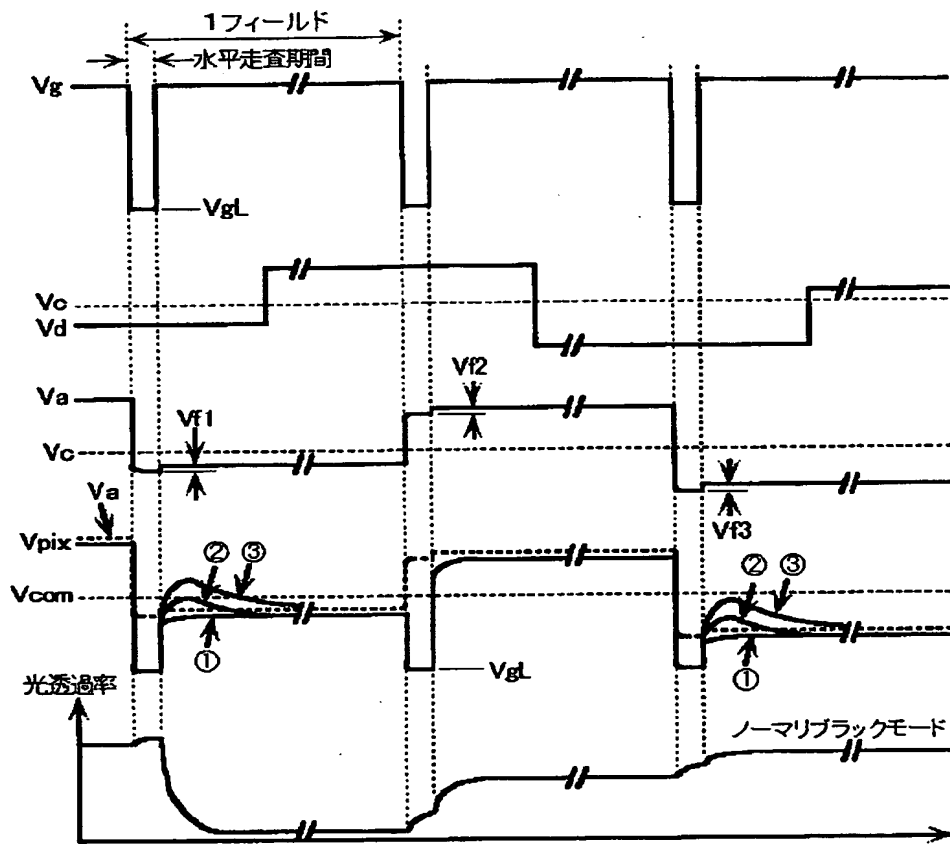 1フィールド
水平走査期間
Vg
VgL
Vc
Vd
Va
Vf1
Vf2
Vc
Va
Vf3
Vpix
② ③
② ③
Vcom
①
①
VgL
光透過率
ノーマリブラックモード